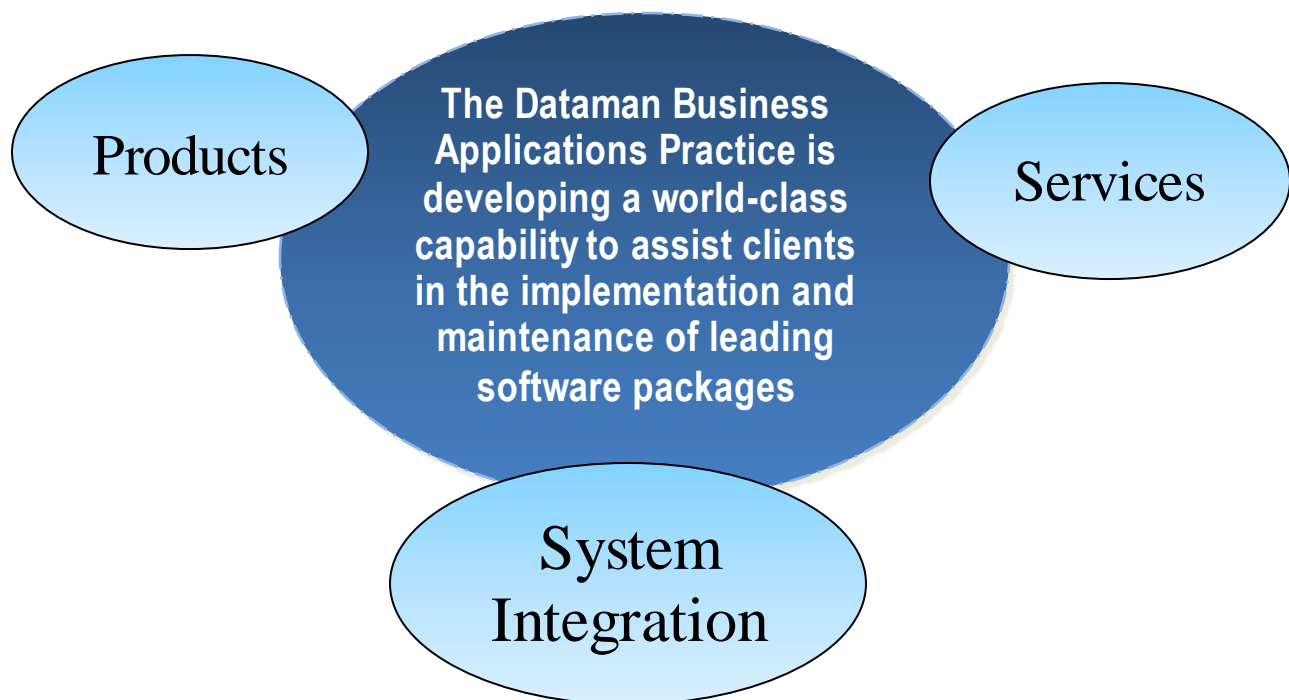 Products
The Dataman Business
Applications Practice is
developing a world-class
capability to assist clients
in the implementation and
maintenance of leading
software packages
Services
System
Integration